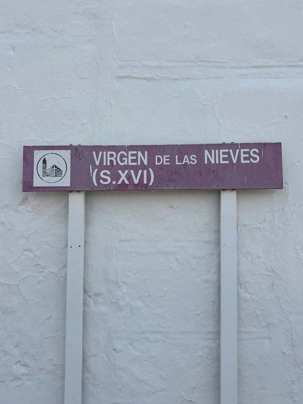 VIRGEN DE LAS NIEVES
(S.XVI)